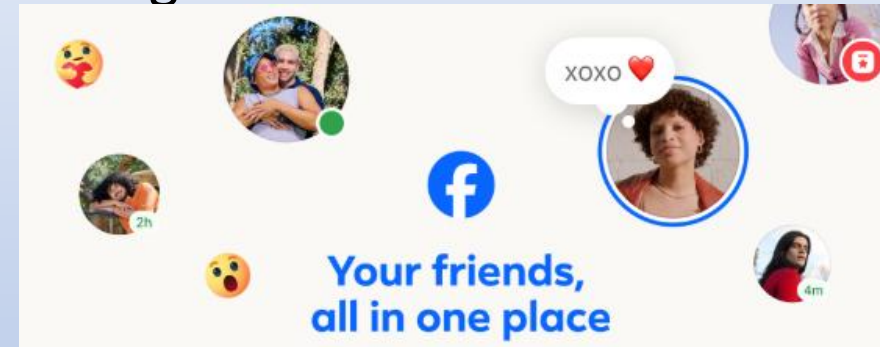 xoxo ❤️
2h
4m
Your friends,
all in one place